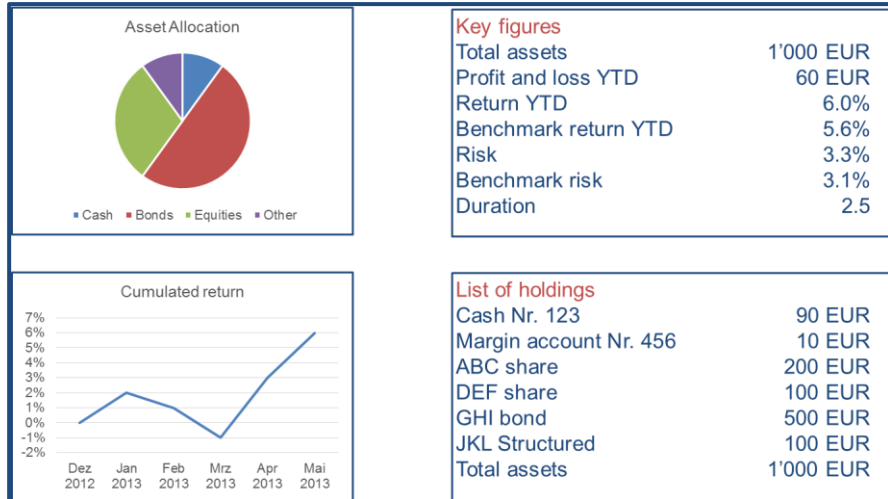 Asset Allocation
Cash Bonds Equities Other
Key figures
Total assets 1’000 EUR
Profit and loss YTD 60 EUR
Return YTD 6.0%
Benchmark return YTD 5.6%
Risk 3.3%
Benchmark risk 3.1%
Duration 2.5
Cumulated return
7%
6%
5%
4%
3%
2%
1%
0%
-1%
-2%
Dez Jan Feb Mrz Apr Mai
2012 2013 2013 2013 2013 2013
List of holdings
Cash Nr. 123 90 EUR
Margin account Nr. 456 10 EUR
ABC share 200 EUR
DEF share 100 EUR
GHI bond 500 EUR
JKL Structured 100 EUR
Total assets 1’000 EUR